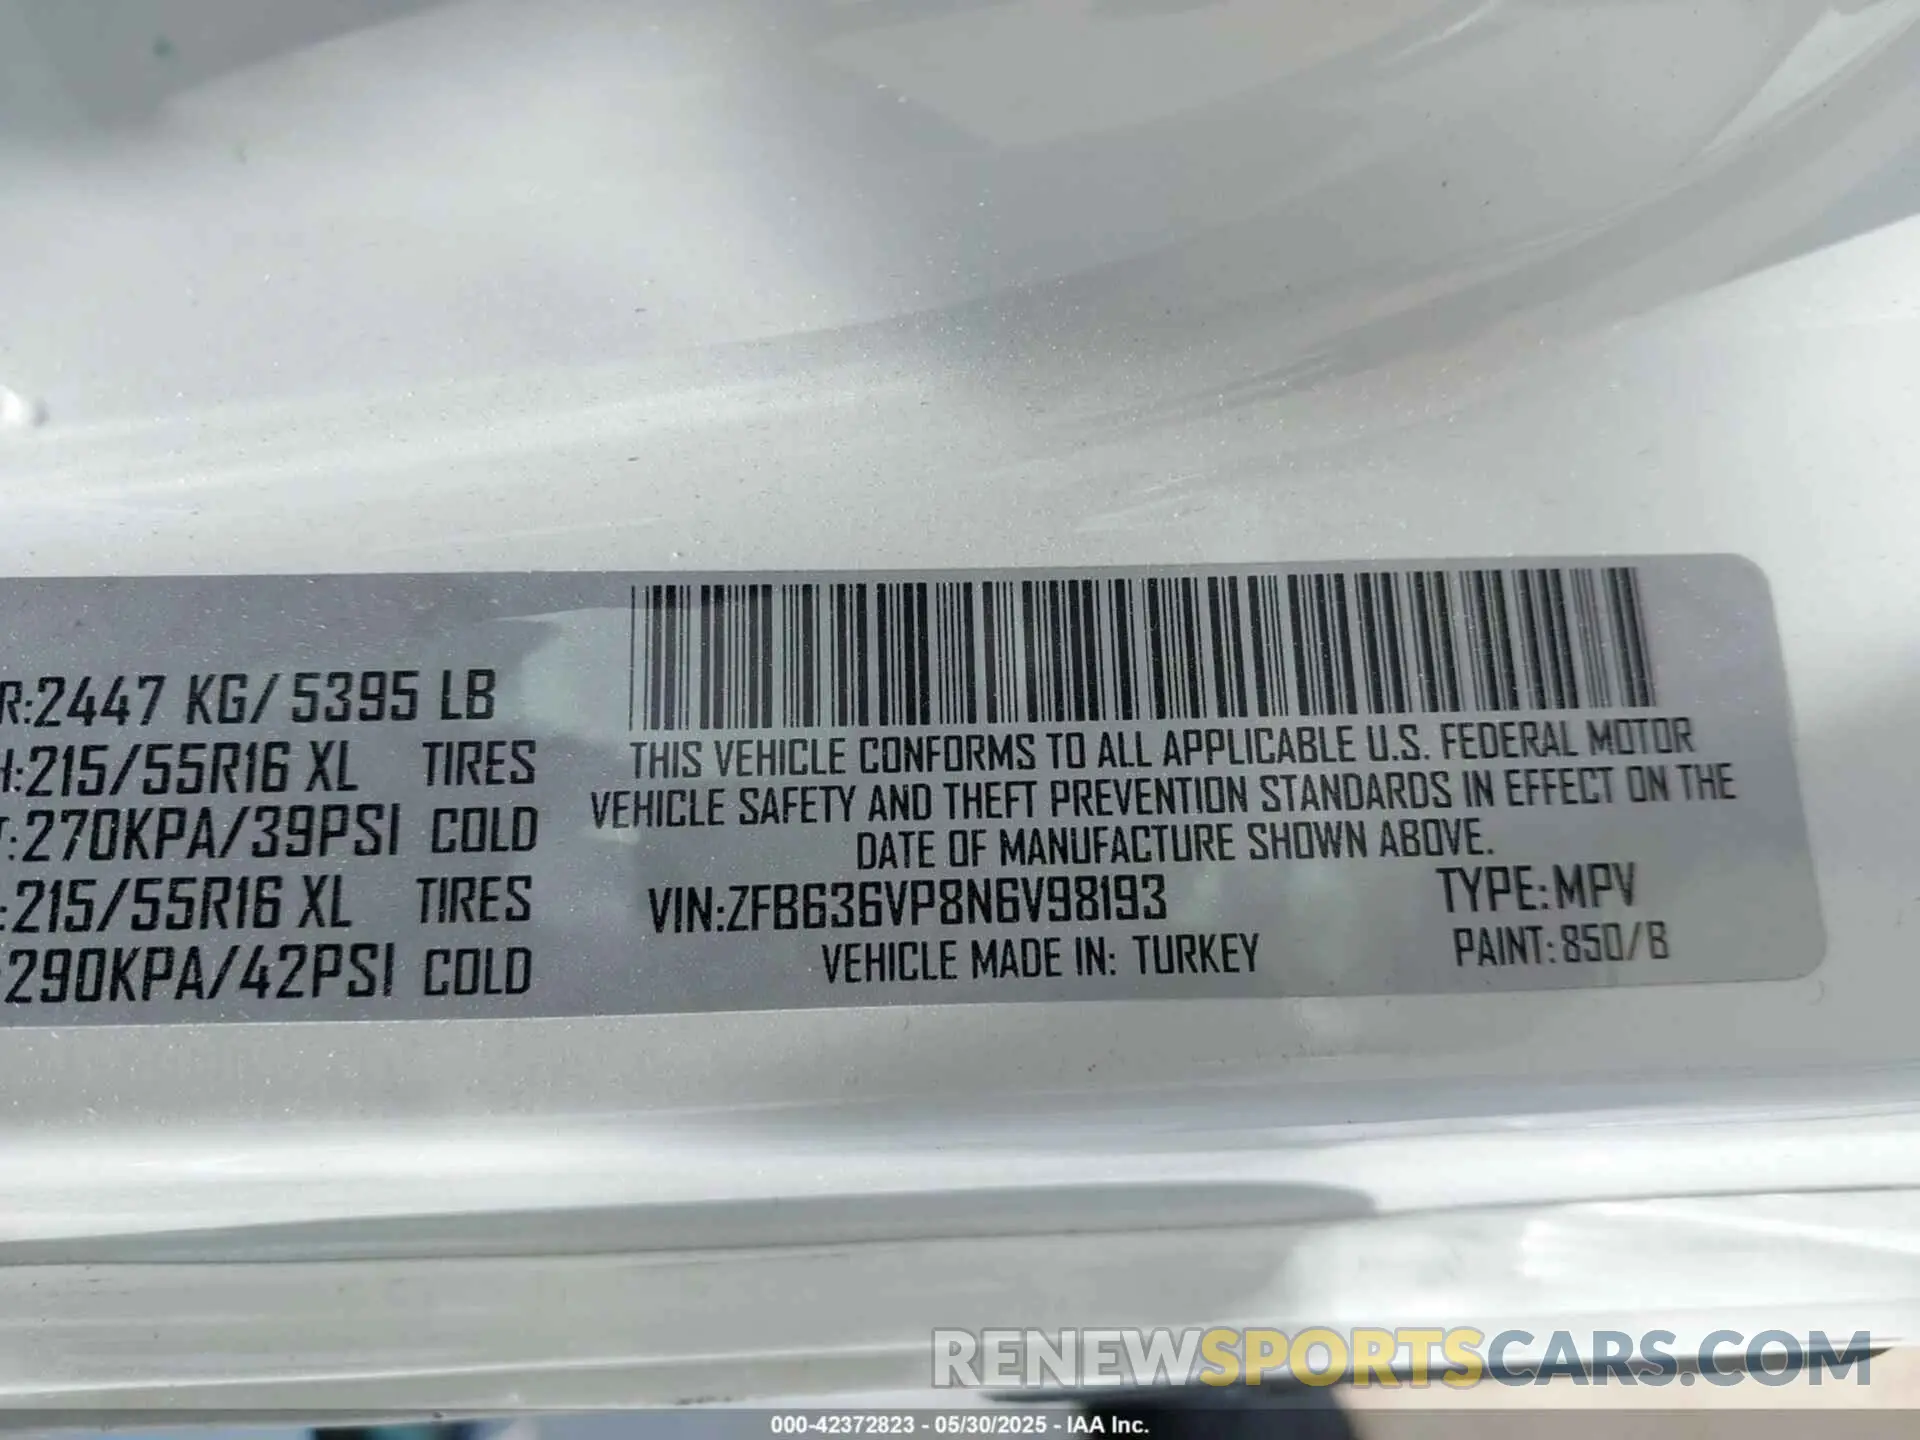 R:2447 KG/5395 LB
H:215/55R16 XL TIRES
T:270KPA/39PSI COLD
:215/55R16 XL TIRES
:290KPA/42PSI COLD
THIS VEHICLE CONFORMS TO ALL APPLICABLE U.S. FEDERAL MOTOR
VEHICLE SAFETY AND THEFT PREVENTION STANDARDS IN EFFECT ON THE
DATE OF MANUFACTURE SHOWN ABOVE.
VIN:ZFB636VP8N6V98193 TYPE:MPV
VEHICLE MADE IN: TURKEY PAINT:850/B
RENEWSPORTSCARS.COM
000-42372823 - 05/30/2025 - IAA Inc.